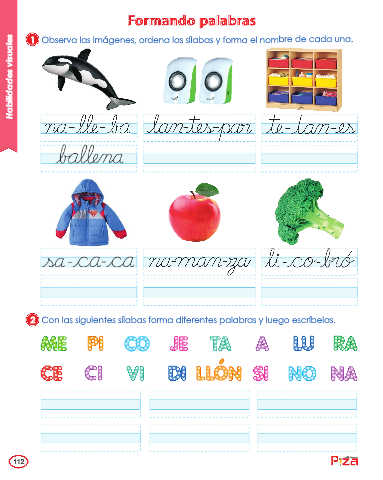 Formando palabras
Habilidades visuales
1 Observa las imágenes, ordena las sílabas y forma el nombre de cada una.
na-lle-ba lan-tes-par te-tan-es
ballena
sa-ca-ca na-man-za li-co-bró
2 Con las siguientes sílabas forma diferentes palabras y luego escríbelas.
ME PI CO JE TA A LU RA
CE CI VI DI LLÓN SI NO NA
112 Piza